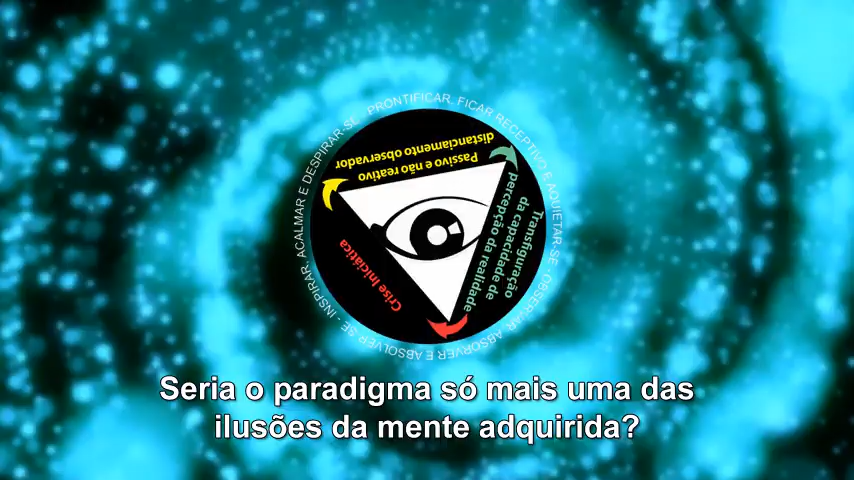 PRONTIFICAR, FICAR RECEPTIVO E AQUIETAR-SE - OBSERVAR, ABSORVER E ABSOLVER SE - INSPIRAR, ACALMAR E DESPIRAR-SE -
Passivo e não reativo
distanciamento observador
Transfiguração
da capacidade de
percepção da realidade
Crise Iniciática
Seria o paradigma só mais uma das
ilusões da mente adquirida?